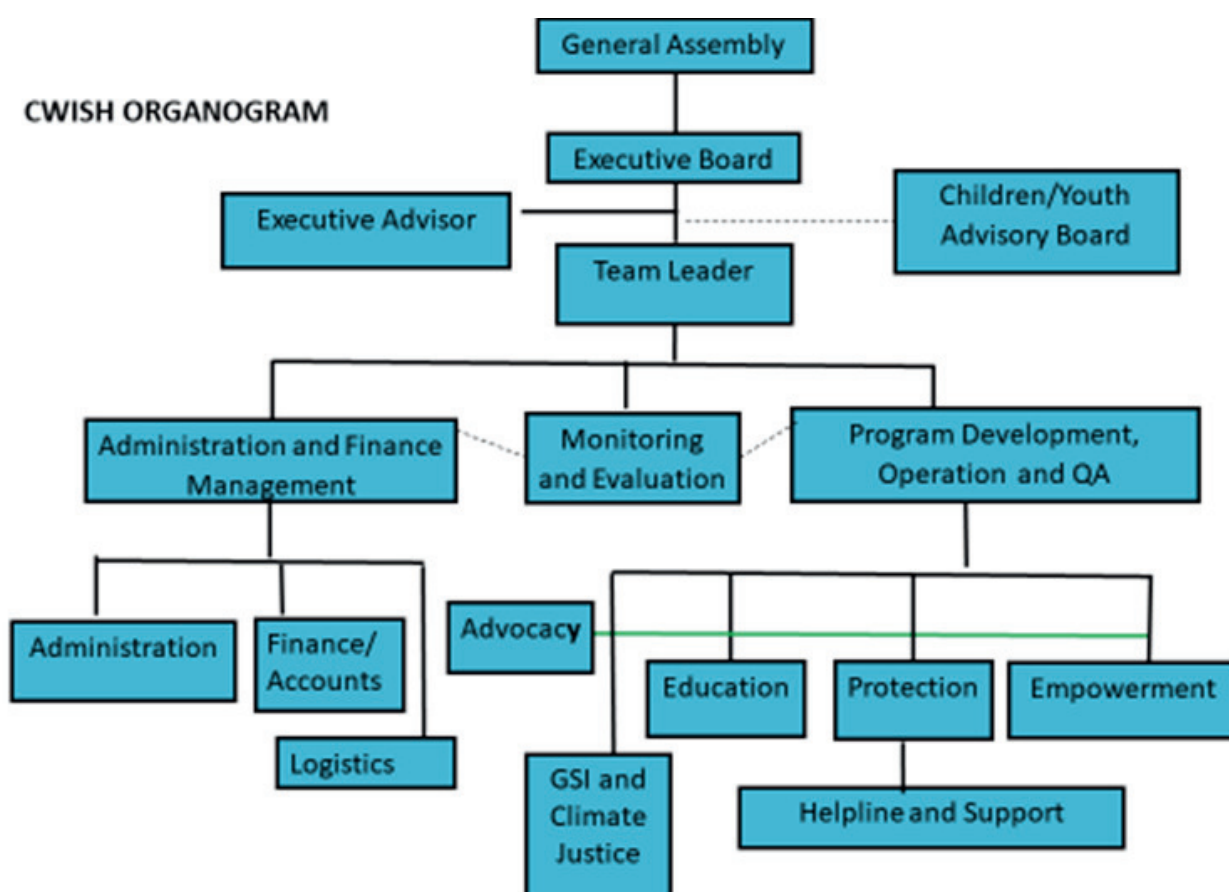 General Assembly
CWISH ORGANOGRAM
Executive Board
Executive Advisor
Children/Youth
Advisory Board
Team Leader
Administration and Finance
Management
Monitoring
and Evaluation
Program Development,
Operation and QA
Administration
Finance/
Accounts
Logistics
Advocacy
Education
Protection
Empowerment
GSI and
Climate
Justice
Helpline and Support